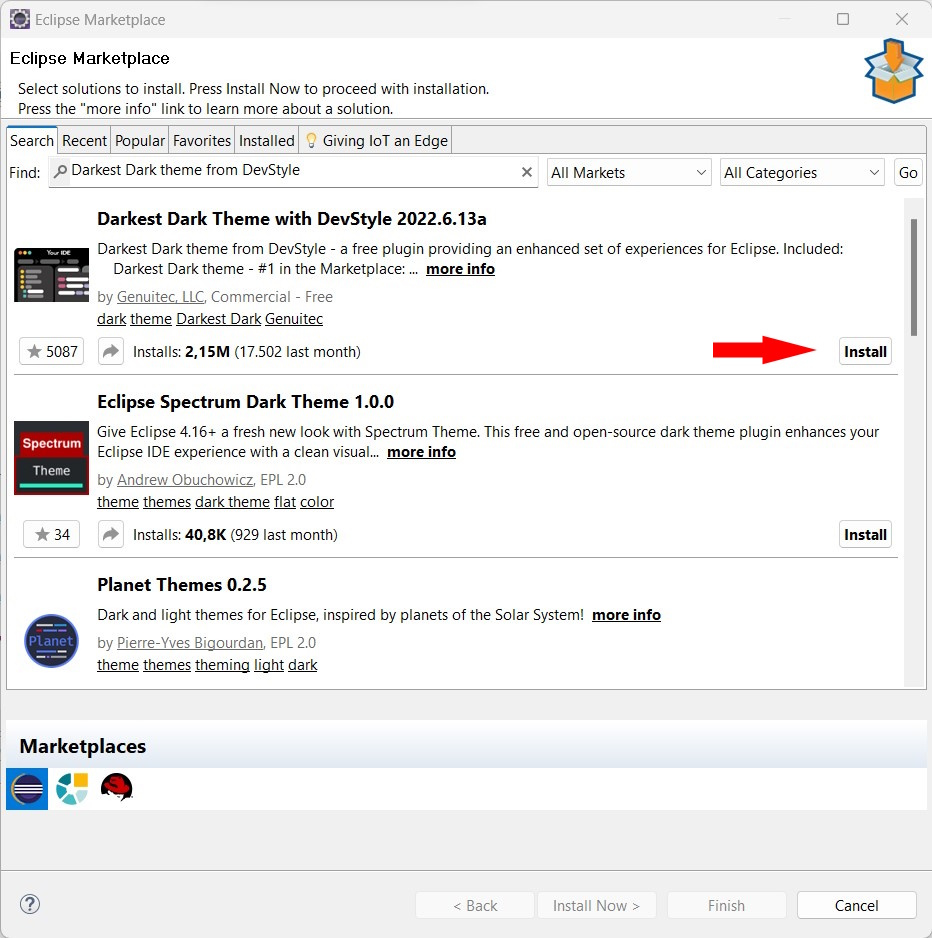 Eclipse Marketplace
Eclipse Marketplace
Select solutions to install. Press Install Now to proceed with installation.
Press the "more info" link to learn more about a solution.
Search Recent Popular Favorites Installed Giving IoT an Edge
Find: Darkest Dark theme from DevStyle All Markets All Categories Go
Darkest Dark Theme with DevStyle 2022.6.13a
Your IDE
Darkest Dark theme from DevStyle - a free plugin providing an enhanced set of experiences for Eclipse. Included:
Darkest Dark theme - #1 in the Marketplace: ... more info
by Genuitec, LLC, Commercial - Free
dark theme Darkest Dark Genuitec
5087 Installs: 2,15M (17.502 last month) Install
Eclipse Spectrum Dark Theme 1.0.0
Spectrum
Theme
Give Eclipse 4.16+ a fresh new look with Spectrum Theme. This free and open-source dark theme plugin enhances your
Eclipse IDE experience with a clean visual... more info
by Andrew Obuchowicz, EPL 2.0
theme themes dark theme flat color
34 Installs: 40,8K (929 last month) Install
Planet Themes 0.2.5
Planet
Dark and light themes for Eclipse, inspired by planets of the Solar System! more info
by Pierre-Yves Bigourdan, EPL 2.0
theme themes theming light dark
Marketplaces
? < Back Install Now > Finish Cancel